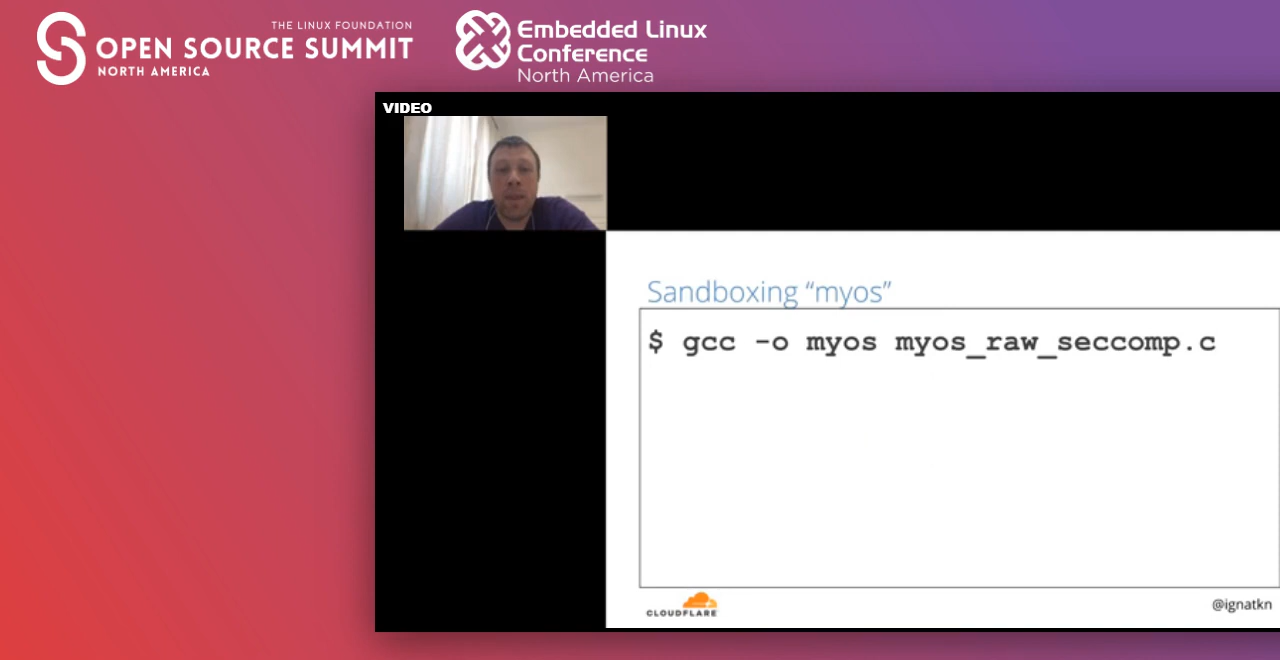 THE LINUX FOUNDATION
OPEN SOURCE SUMMIT
NORTH AMERICA
Embedded Linux
Conference
North America
VIDEO
Sandboxing “myos”
$ gcc -o myos myos_raw_seccomp.c
CLOUDFLARE
@ignatkn